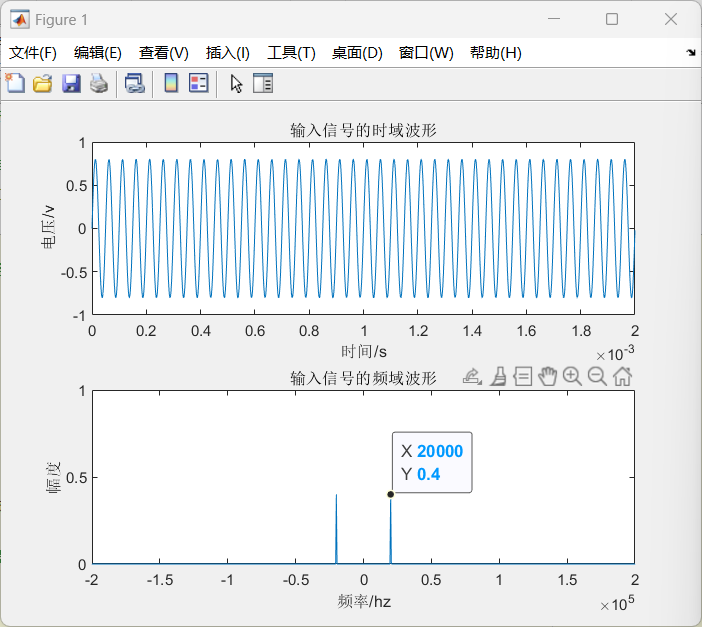 Figure 1
文件(F) 编辑(E) 查看(V) 插入(I) 工具(T) 桌面(D) 窗口(W) 帮助(H)
输入信号的时域波形
1
0.5
0
-0.5
-1
电压/v
0 0.2 0.4 0.6 0.8 1 1.2 1.4 1.6 1.8 2
时间/s
×10-3
输入信号的频域波形
1
0.5
0
幅度
X 20000
Y 0.4
-2 -1.5 -1 -0.5 0 0.5 1 1.5 2
频率/hz
×105